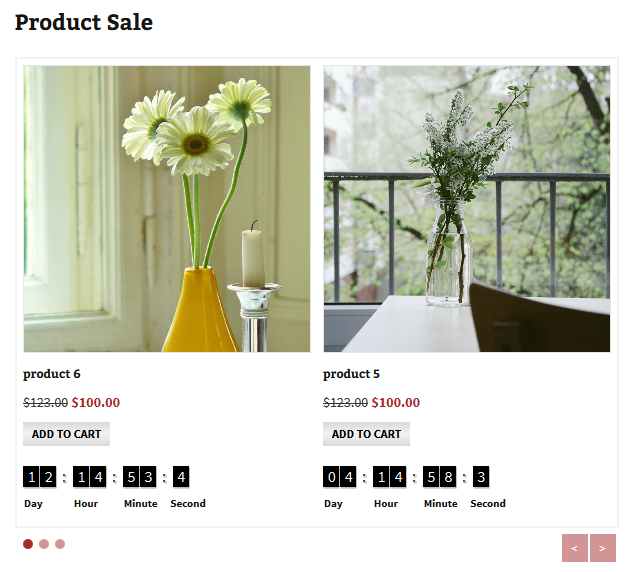 Product Sale
product 6
$123.00 $100.00
ADD TO CART
12 : 14 : 53 : 4
Day Hour Minute Second
product 5
$123.00 $100.00
ADD TO CART
04 : 14 : 58 : 3
Day Hour Minute Second
< >